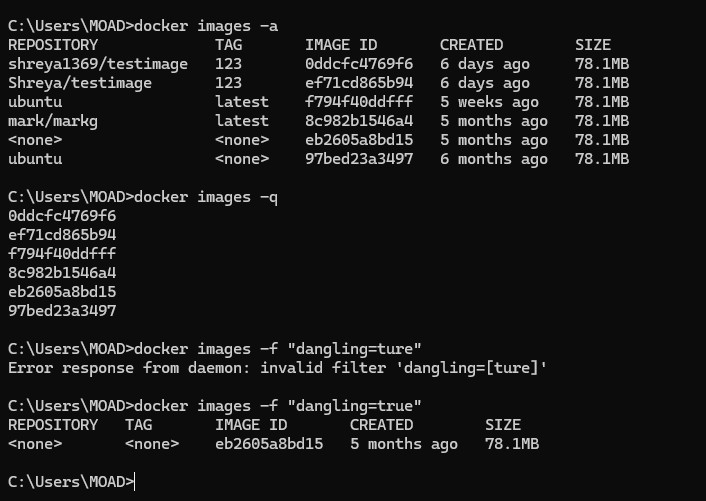 C:\Users\MOAD>docker images -a
REPOSITORY TAG IMAGE ID CREATED SIZE
shreya1369/testimage 123 0ddcfc4769f6 6 days ago 78.1MB
Shreya/testimage 123 ef71cd865b94 6 days ago 78.1MB
ubuntu latest f794f40ddfff 5 weeks ago 78.1MB
mark/markg latest 8c982b1546a4 5 months ago 78.1MB
<none> <none> eb2605a8bd15 5 months ago 78.1MB
ubuntu <none> 97bed23a3497 6 months ago 78.1MB
C:\Users\MOAD>docker images -q
0ddcfc4769f6
ef71cd865b94
f794f40ddfff
8c982b1546a4
eb2605a8bd15
97bed23a3497
C:\Users\MOAD>docker images -f "dangling=ture"
Error response from daemon: invalid filter 'dangling=[ture]'
C:\Users\MOAD>docker images -f "dangling=true"
REPOSITORY TAG IMAGE ID CREATED SIZE
<none> <none> eb2605a8bd15 5 months ago 78.1MB
C:\Users\MOAD>